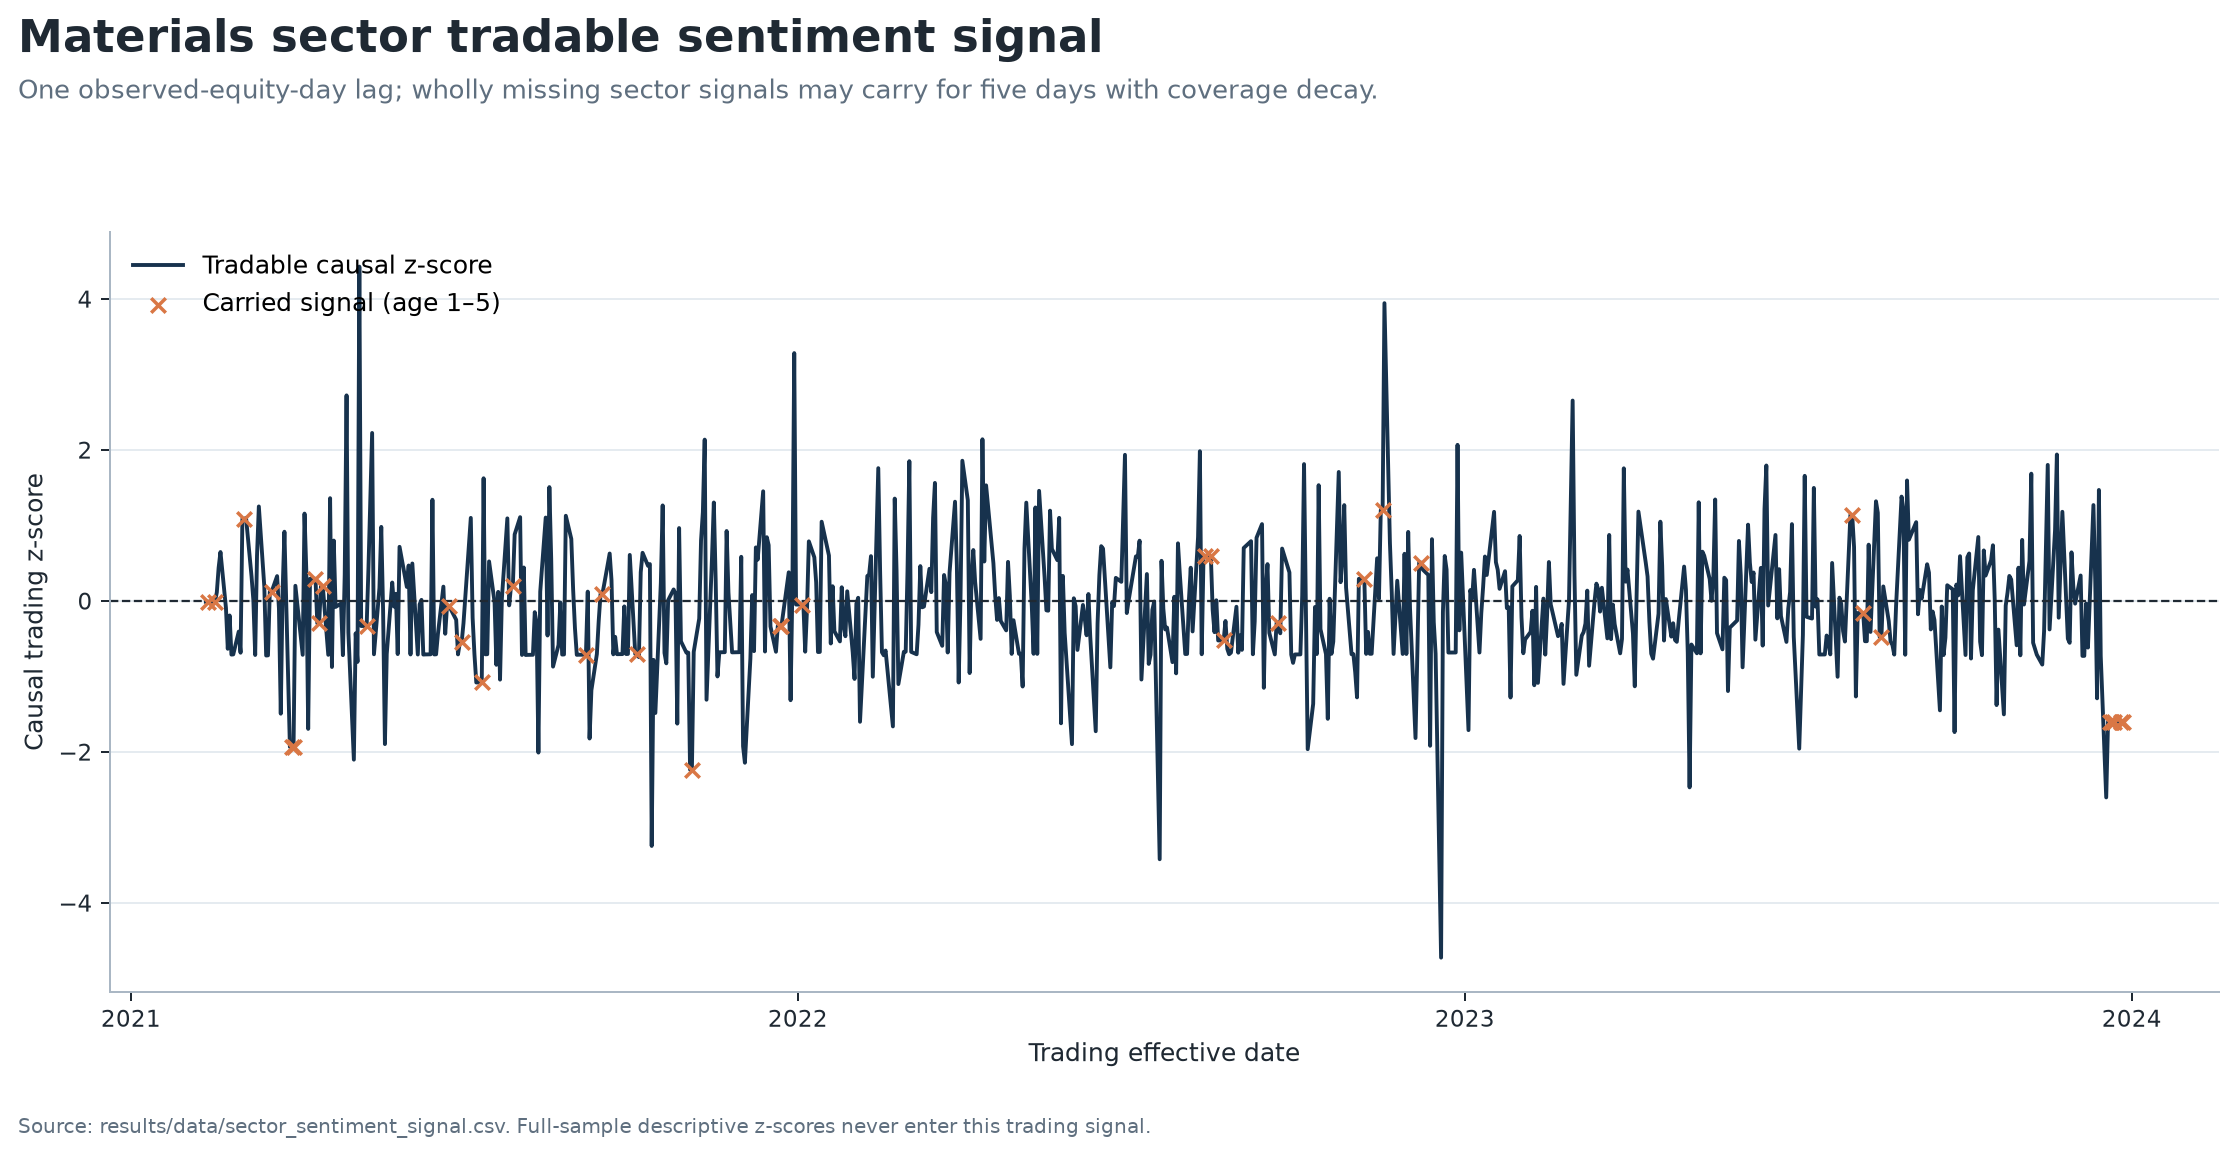 Materials sector tradable sentiment signal
One observed-equity-day lag; wholly missing sector signals may carry for five days with coverage decay.
Tradable causal z-score
Carried signal (age 1–5)
Causal trading z-score
4
2
0
−2
−4
2021
2022
2023
2024
Trading effective date
Source: results/data/sector_sentiment_signal.csv. Full-sample descriptive z-scores never enter this trading signal.